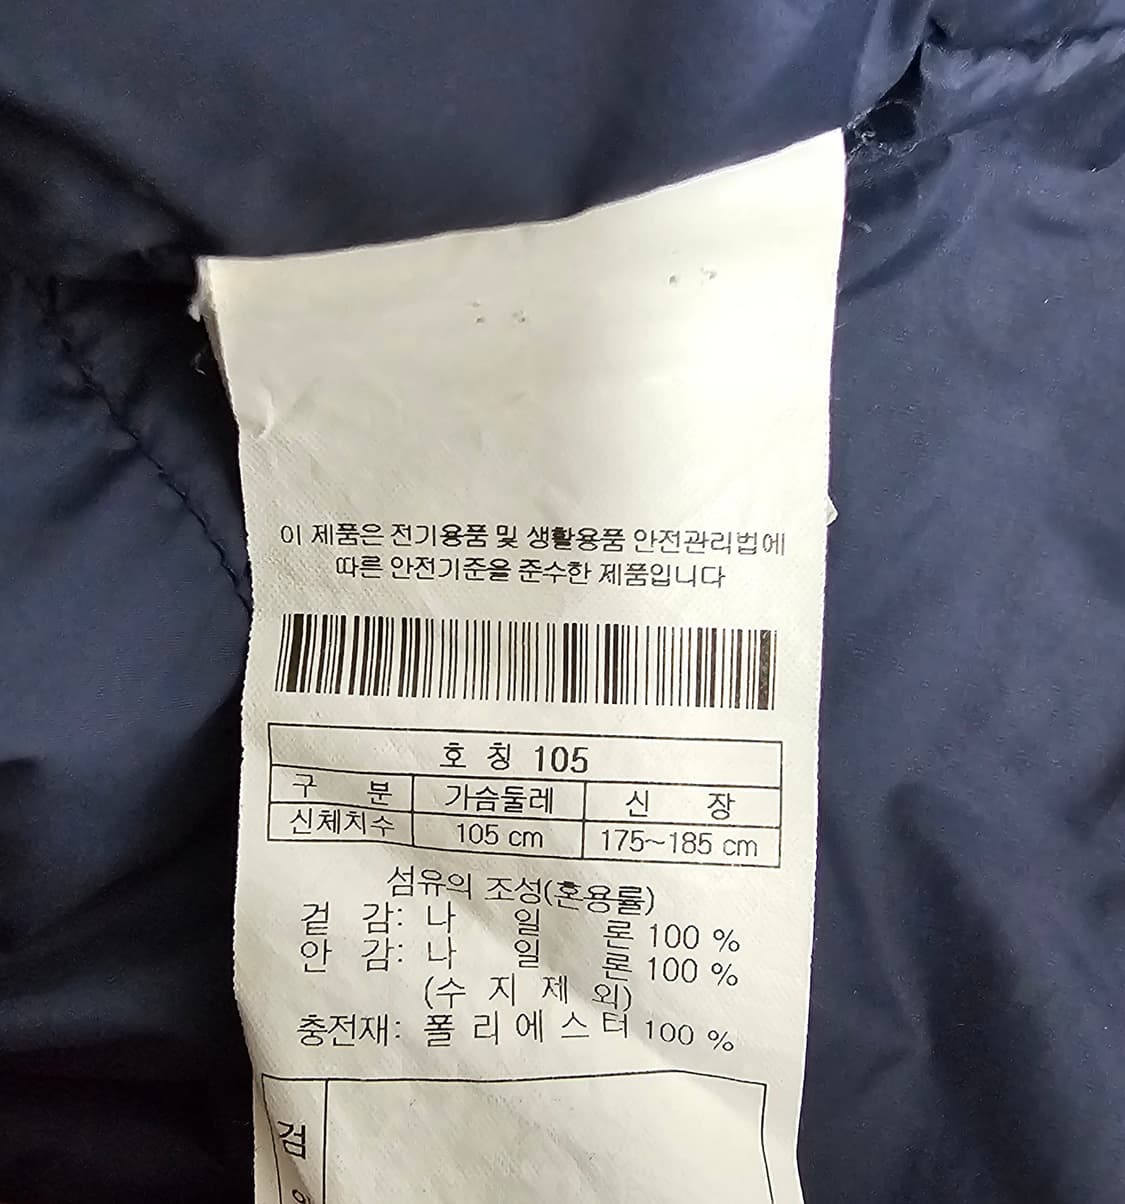 이 제품은 전기용품 및 생활용품 안전관리법에
따른 안전기준을 준수한 제품입니다
호 칭 105
구 분 가슴둘레 신 장
신체치수 105 cm 175~185 cm
섬유의 조성(혼용률)
겉 감: 나 일 론 100 %
안 감: 나 일 론 100 %
(수 지 제 외)
충전재: 폴 리 에 스 터 100 %
검